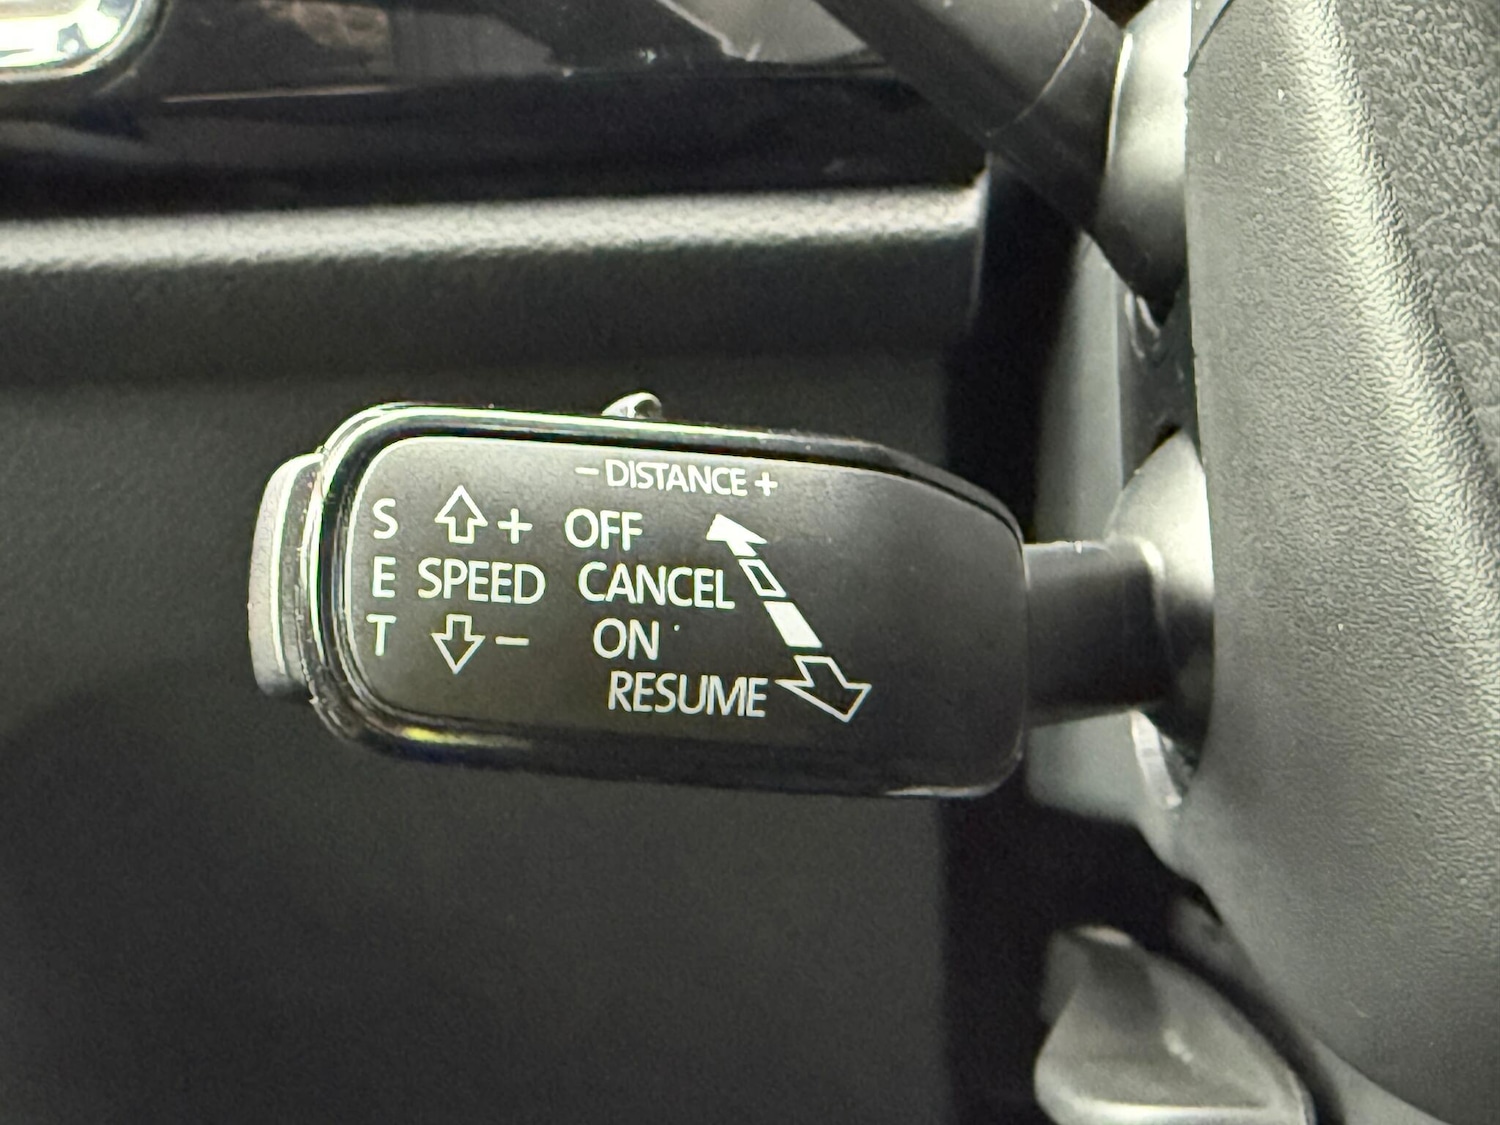 − DISTANCE +
S + OFF
E SPEED CANCEL
T − ON
RESUME